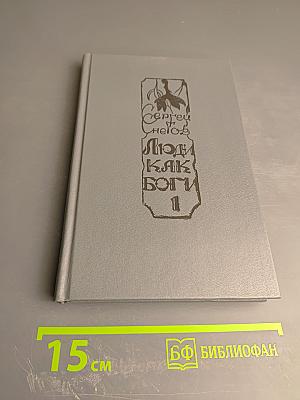 Сергей
Снегов
Люди
как
боги
1
15 см
БФ БИБЛИОФАН